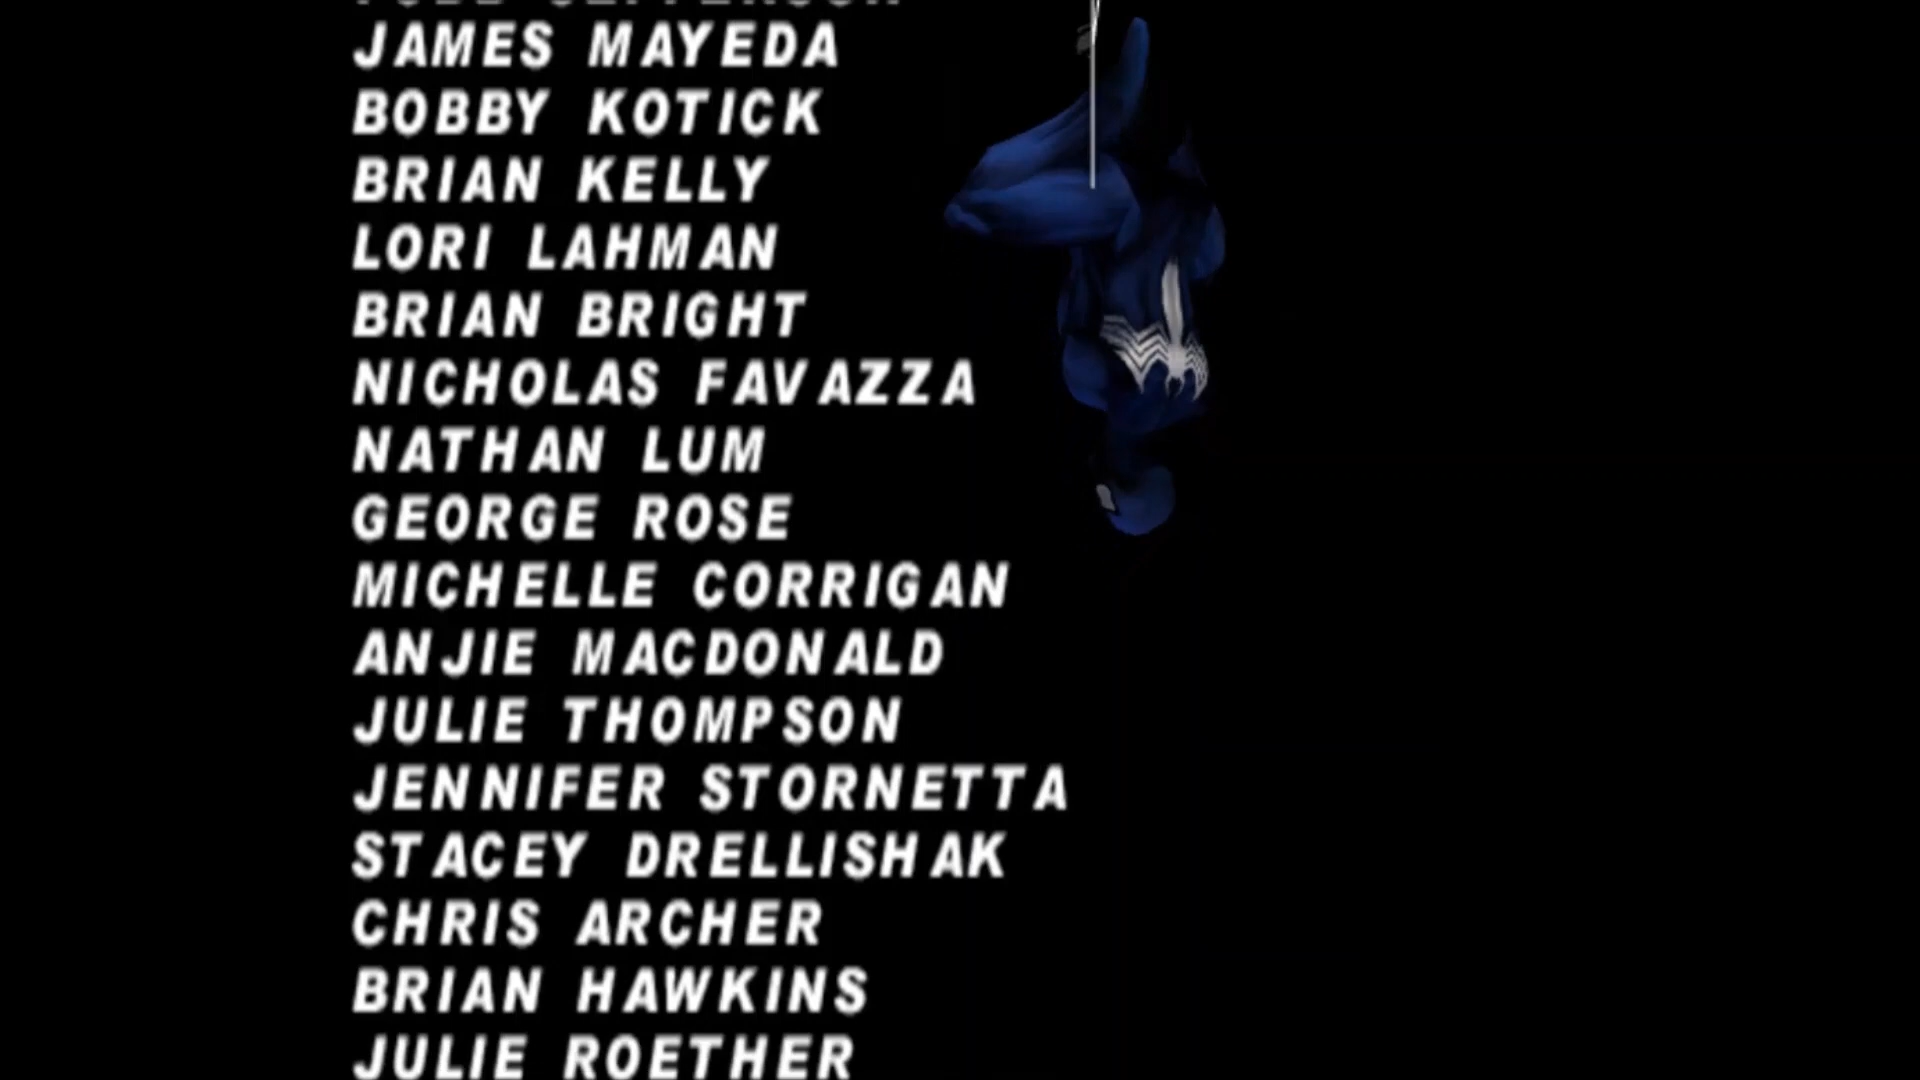 JAMES MAYEDA
BOBBY KOTICK
BRIAN KELLY
LORI LAHMAN
BRIAN BRIGHT
NICHOLAS FAVAZZA
NATHAN LUM
GEORGE ROSE
MICHELLE CORRIGAN
ANJIE MACDONALD
JULIE THOMPSON
JENNIFER STORNETTA
STACEY DRELLISHAK
CHRIS ARCHER
BRIAN HAWKINS
JULIE ROETHER